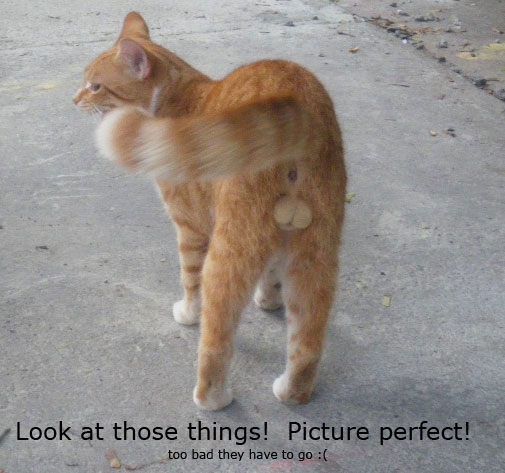 Look at those things!  Picture perfect!
too bad they have to go :(